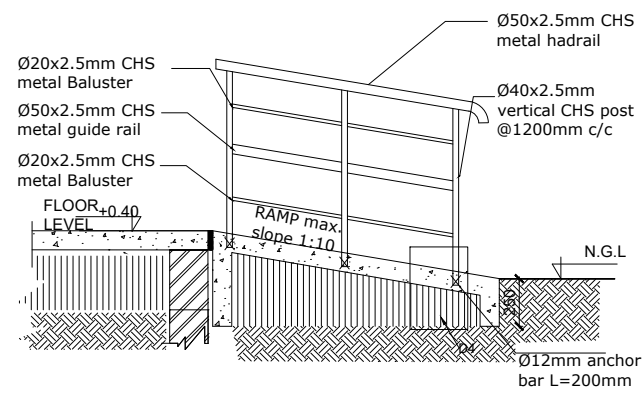 Ø50x2.5mm CHS
metal hadrail
Ø20x2.5mm CHS
metal Baluster
Ø40x2.5mm
vertical CHS post
@1200mm c/c
Ø50x2.5mm CHS
metal guide rail
Ø20x2.5mm CHS
metal Baluster
FLOOR
LEVEL
+0.40
RAMP max.
slope 1:10
N.G.L
250
04
Ø12mm anchor
bar L=200mm